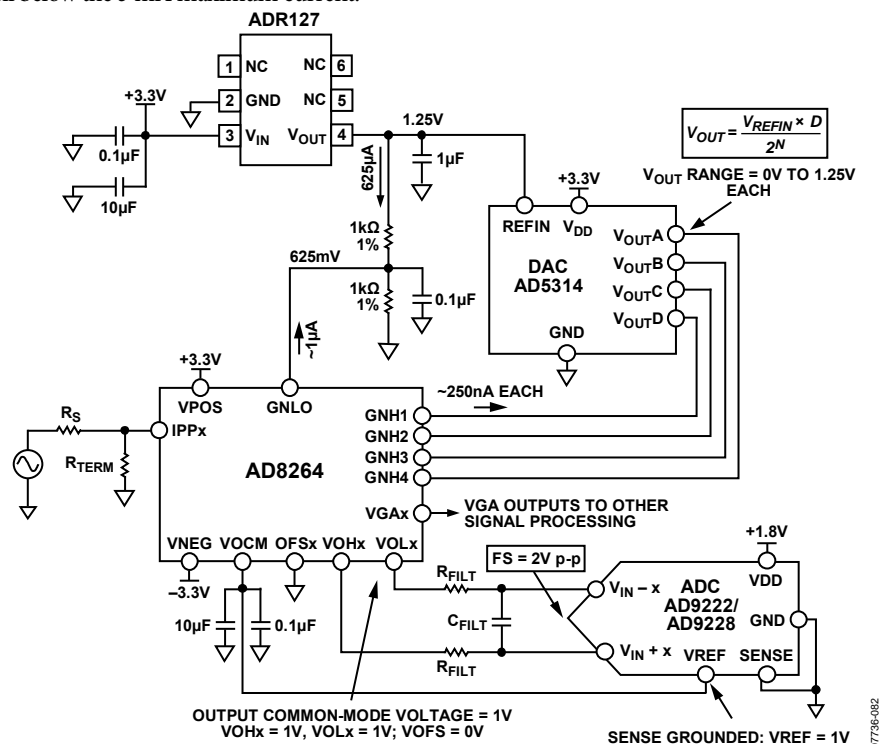 ADR127
1 NC
NC 6
+3.3V
2 GND
NC 5
3 VIN
VOUT 4
1.25V
0.1µF
10µF
1µF
625µA
VOUT = VREFIN × D / 2^N
VOUT RANGE = 0V TO 1.25V
EACH
+3.3V
REFIN
VDD
1kΩ
1%
625mV
1kΩ
1%
0.1µF
~1µA
DAC
AD5314
VOUTA
VOUTB
VOUTC
VOUTD
GND
+3.3V
VPOS
GNLO
~250nA EACH
RS
IPPx
RTERM
AD8264
GNH1
GNH2
GNH3
GNH4
VGAx
VGA OUTPUTS TO OTHER
SIGNAL PROCESSING
VNEG
VOCM
OFSx
VOHx
VOLx
–3.3V
10µF
0.1µF
FS = 2V p-p
RFILT
CFILT
RFILT
+1.8V
VDD
VIN – x
ADC
AD9222/
AD9228
GND
VIN + x
VREF
SENSE
OUTPUT COMMON-MODE VOLTAGE = 1V
VOHx = 1V, VOLx = 1V; VOFS = 0V
SENSE GROUNDED: VREF = 1V